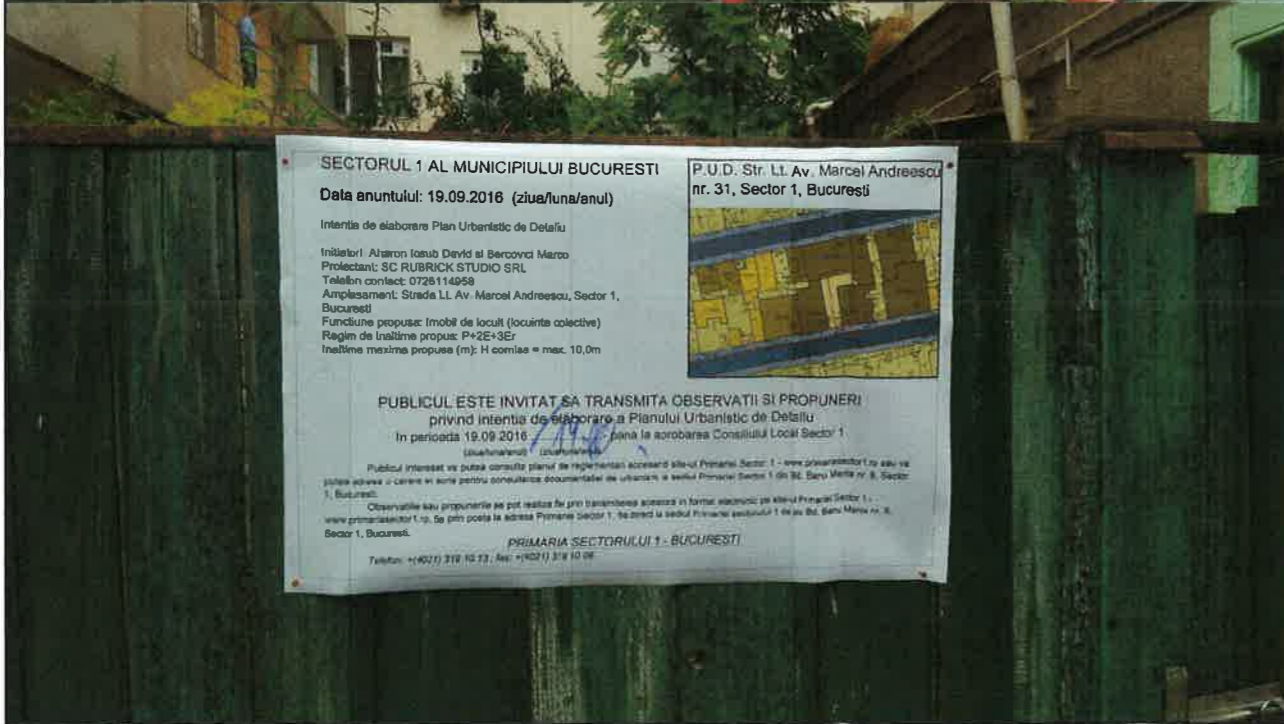 SECTORUL 1 AL MUNICIPIULUI BUCURESTI
Data anuntului: 19.09.2016 (ziua/luna/anul)
Intentia de elaborare Plan Urbanistic de Detaliu
Initiatori: Aharon Iosub David si Bercovci Marco
Proiectant: SC RUBRICK STUDIO SRL
Telefon contact: 0726114958
Amplasament: Strada Lt. Av. Marcel Andreescu, Sector 1,
Bucuresti
Functiune propusa: Imobil de locuit (locuinte colective)
Regim de Inaltime propus: P+2E+3Er
Inaltime maxima propusa (m): H cornisa = max. 10,0m
P.U.D. Str. Lt. Av. Marcel Andreescu
nr. 31, Sector 1, Bucuresti
PUBLICUL ESTE INVITAT SA TRANSMITA OBSERVATII SI PROPUNERI
privind intentia de elaborare a Planului Urbanistic de Detaliu
In perioada 19.09.2016 pana la aprobarea Consiliului Local Sector 1
(ziua/luna/anul) (ziua/luna/anul)
Publicul interesat va putea consulta planul de reglementari accesand site-ul Primariei Sector 1 - www.primariasector1.ro sau va
putea adresa o cerere in scris pentru consultarea documentatiei de urbanism la sediul Primariei Sector 1 din Bd. Banu Manta nr. 9, Sector
1, Bucuresti.
Observatiile sau propunerile se pot realiza fie prin transmiterea acestora in format electronic pe site-ul Primariei Sector 1 -
www.primariasector1.ro, fie prin posta la adresa Primariei Sector 1, fie direct la sediul Primariei sectorului 1 de pe Bd. Banu Manta nr. 9,
Sector 1, Bucuresti.
PRIMARIA SECTORULUI 1 - BUCURESTI
Telefon: +(4021) 319 10 13; fax: +(4021) 319 10 06